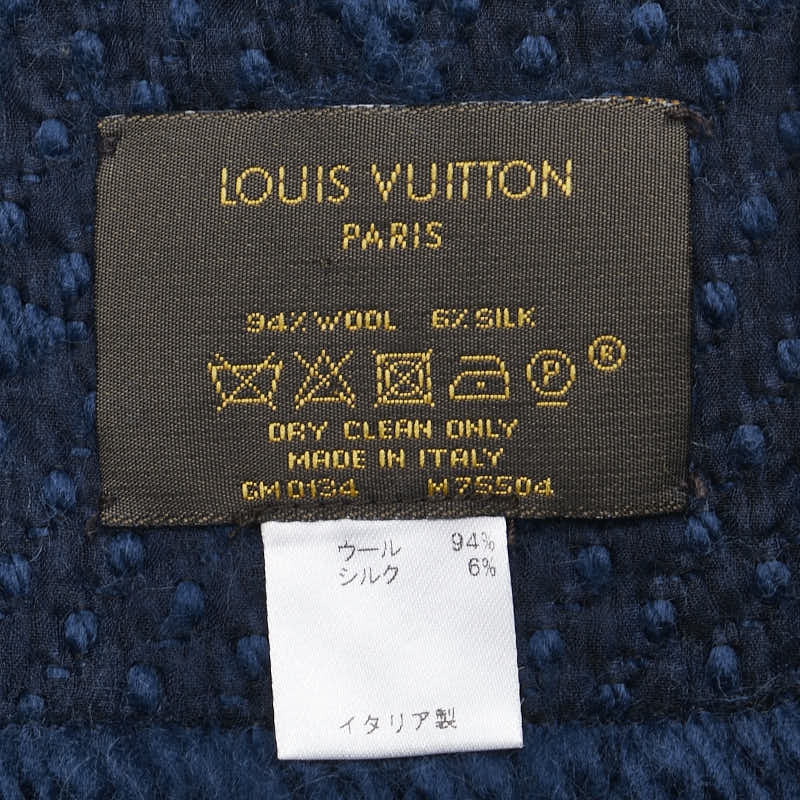 LOUIS VUITTON
PARIS
94% WOOL 6% SILK
P
®
DRY CLEAN ONLY
MADE IN ITALY
GM0134 M75504
ウール 94%
シルク 6%
イタリア製